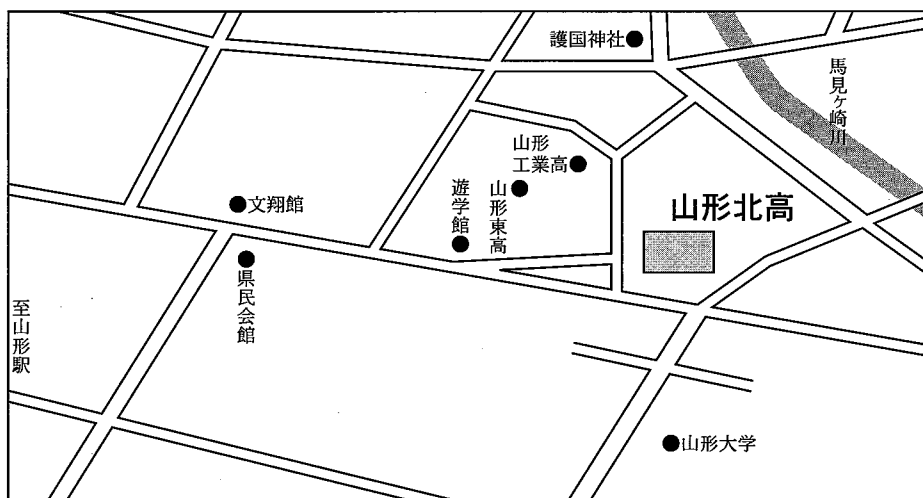 護国神社
馬見ヶ崎川
山形
工業高
山形東高
遊学館
山形北高
文翔館
県民会館
至山形駅
山形大学